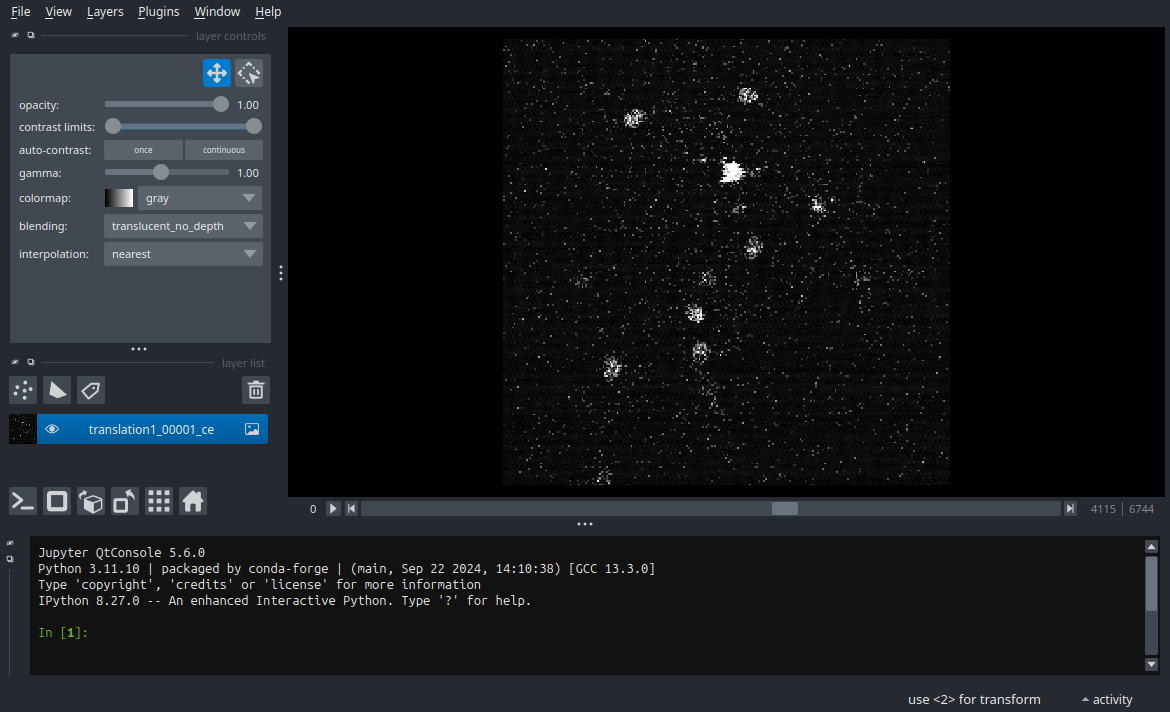 File View Layers Plugins Window Help
layer controls
opacity: 1.00
contrast limits:
auto-contrast: once continuous
gamma: 1.00
colormap: gray
blending: translucent_no_depth
interpolation: nearest
layer list
translation1_00001_ce
0 4115 6744
Jupyter QtConsole 5.6.0
Python 3.11.10 | packaged by conda-forge | (main, Sep 22 2024, 14:10:38) [GCC 13.3.0]
Type 'copyright', 'credits' or 'license' for more information
IPython 8.27.0 -- An enhanced Interactive Python. Type '?' for help.
In [1]:
use <2> for transform activity